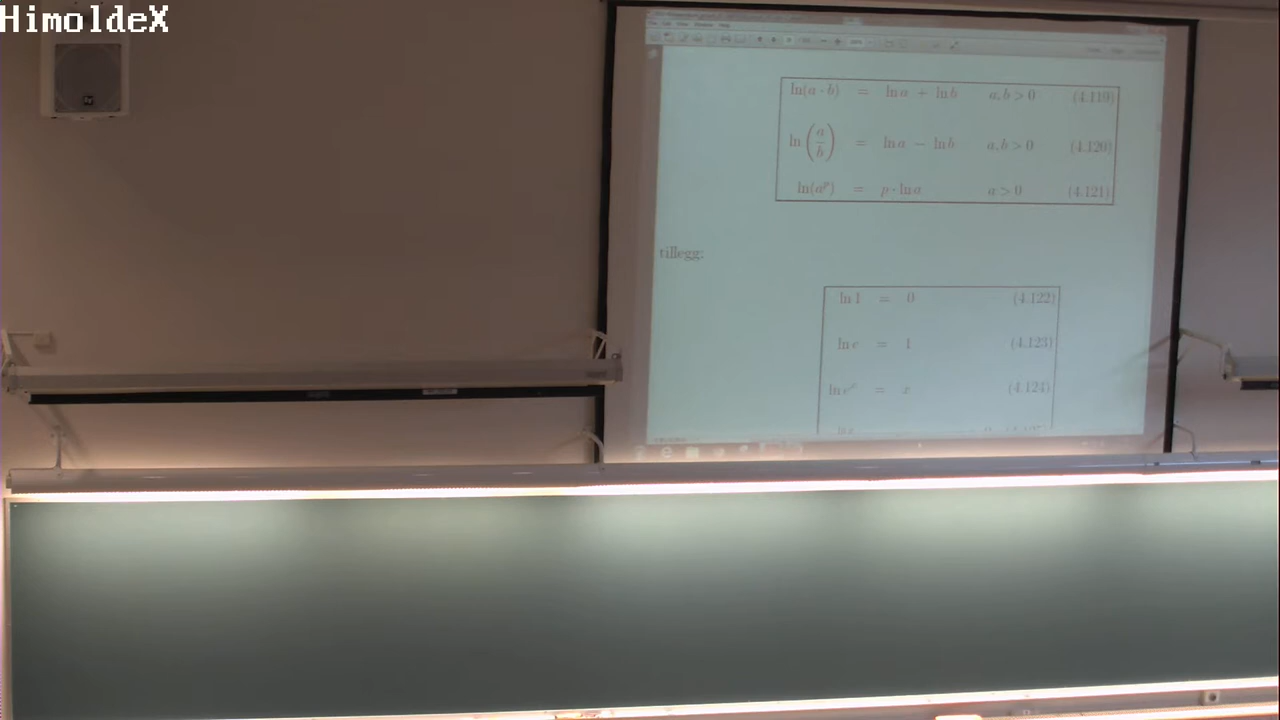 HimoldeX
ln(a · b) = ln a + ln b a, b > 0 (4.119)
ln(a/b) = ln a − ln b a, b > 0 (4.120)
ln(a^p) = p · ln a a > 0 (4.121)
tillegg:
ln 1 = 0 (4.122)
ln e = 1 (4.123)
ln e^x = x (4.124)